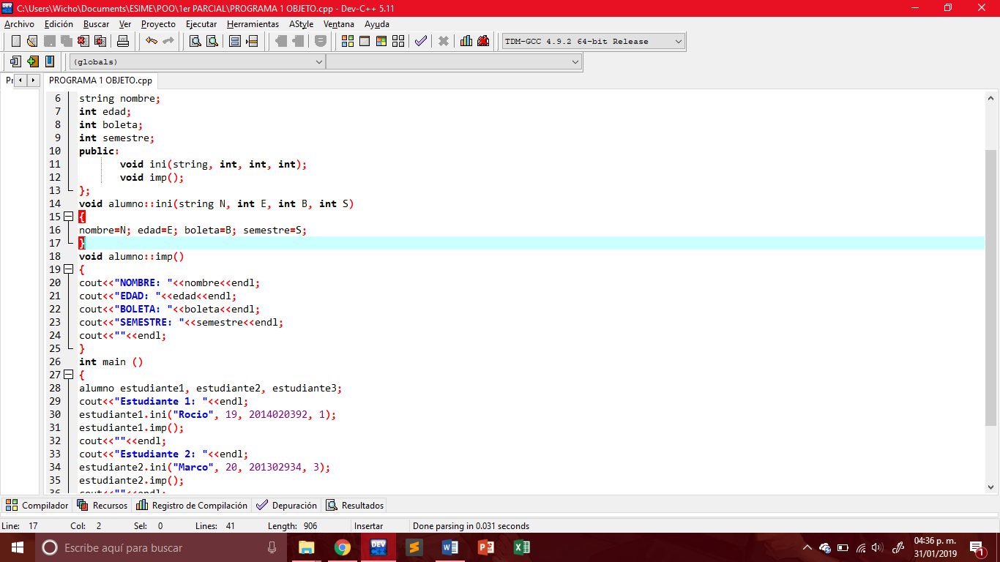 C:\Users\Wicho\Documents\ESIME\POO\1er PARCIAL\PROGRAMA 1 OBJETO.cpp - Dev-C++ 5.11
Archivo Edición Buscar Ver Proyecto Ejecutar Herramientas AStyle Ventana Ayuda
TDM-GCC 4.9.2 64-bit Release
(globals)
Pr PROGRAMA 1 OBJETO.cpp
6 string nombre;
7 int edad;
8 int boleta;
9 int semestre;
10 public:
11 void ini(string, int, int, int);
12 void imp();
13 };
14 void alumno::ini(string N, int E, int B, int S)
15 {
16 nombre=N; edad=E; boleta=B; semestre=S;
17 }
18 void alumno::imp()
19 {
20 cout<<"NOMBRE: "<<nombre<<endl;
21 cout<<"EDAD: "<<edad<<endl;
22 cout<<"BOLETA: "<<boleta<<endl;
23 cout<<"SEMESTRE: "<<semestre<<endl;
24 cout<<""<<endl;
25 }
26 int main ()
27 {
28 alumno estudiante1, estudiante2, estudiante3;
29 cout<<"Estudiante 1: "<<endl;
30 estudiante1.ini("Rocio", 19, 2014020392, 1);
31 estudiante1.imp();
32 cout<<""<<endl;
33 cout<<"Estudiante 2: "<<endl;
34 estudiante2.ini("Marco", 20, 201302934, 3);
35 estudiante2.imp();
36 cout<<""<<endl;
Compilador Recursos Registro de Compilación Depuración Resultados
Line: 17 Col: 2 Sel: 0 Lines: 41 Length: 906 Insertar Done parsing in 0.031 seconds
Escribe aquí para buscar
04:36 p. m.
31/01/2019